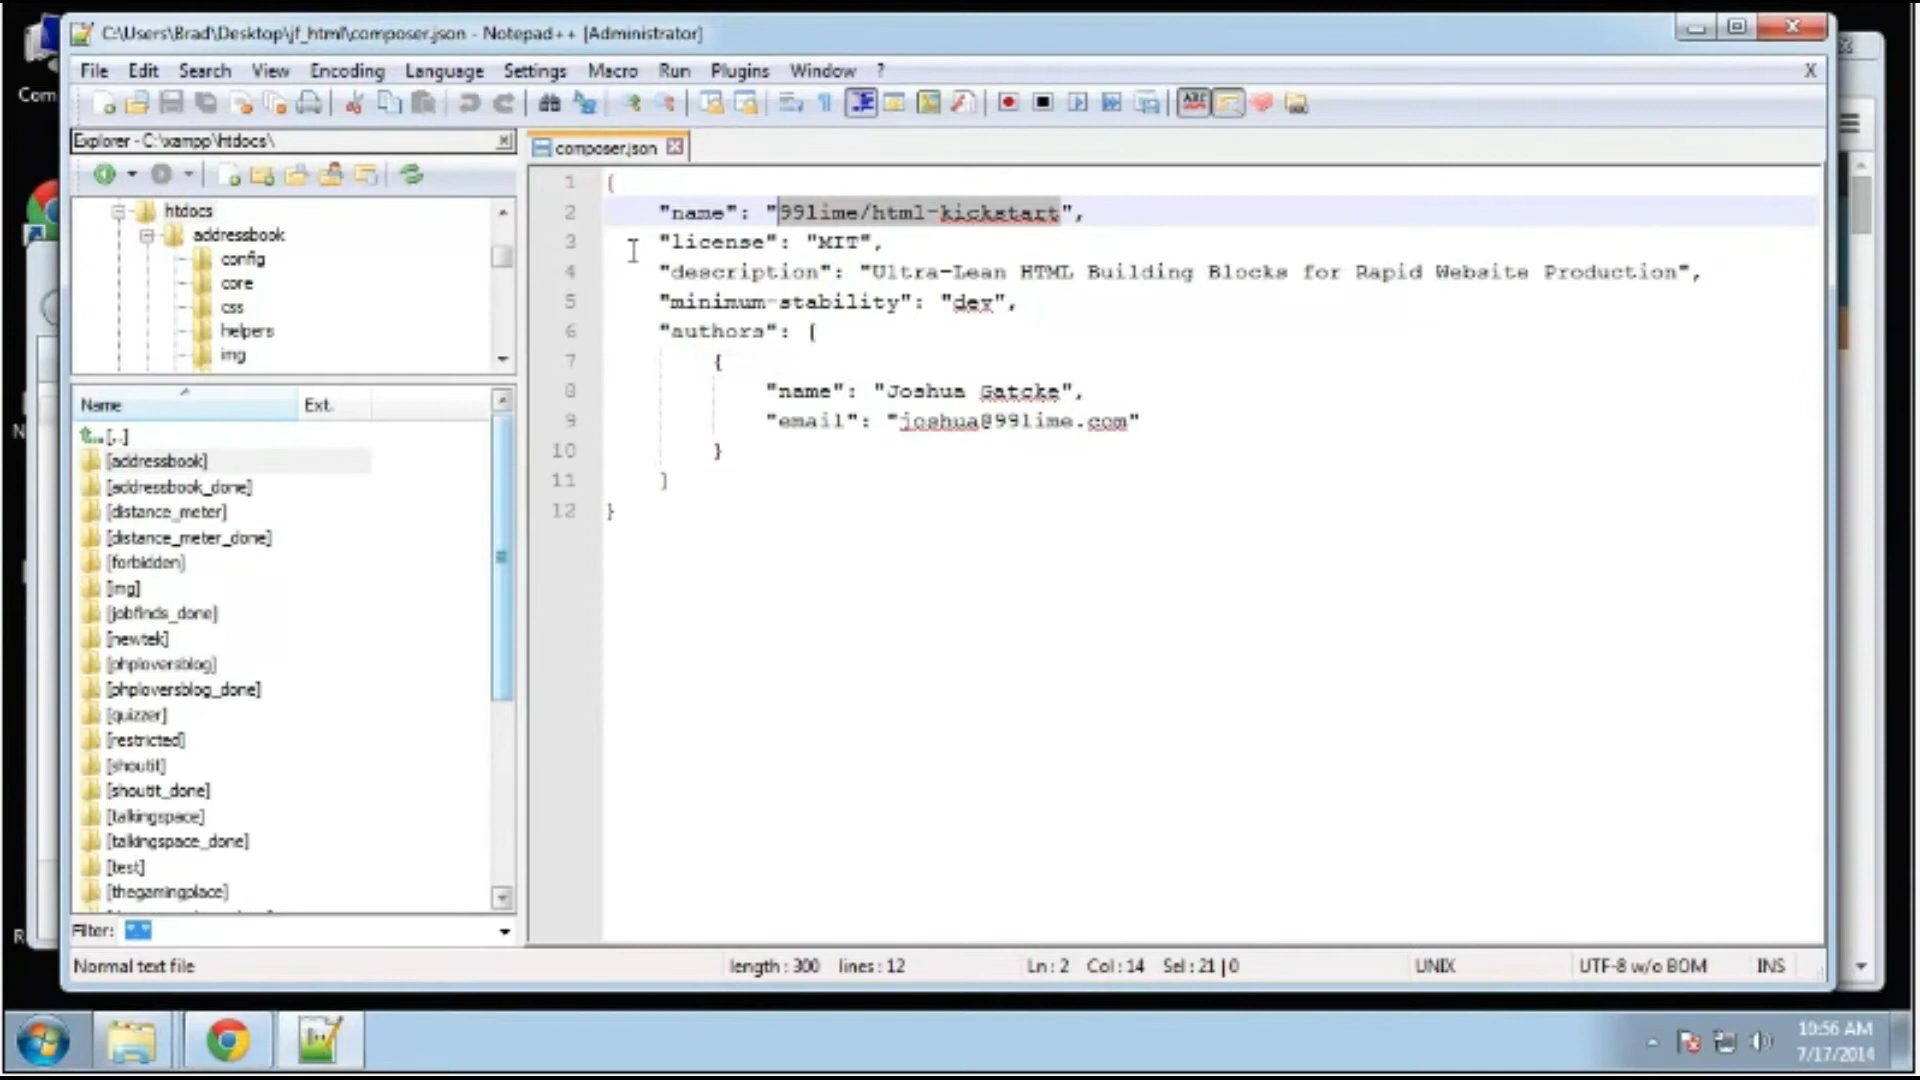 C:\Users\Brad\Desktop\jf_html\composer.json - Notepad++ [Administrator]
Com
File Edit Search View Encoding Language Settings Macro Run Plugins Window ? X
Explorer - C:\xampp\htdocs\
composer.json
htdocs
addressbook
config
core
css
helpers
img
Name Ext.
[..]
[addressbook]
[addressbook_done]
[distance_meter]
[distance_meter_done]
[forbidden]
[img]
[jobfinds_done]
[newtek]
[phploversblog]
[phploversblog_done]
[quizzer]
[restricted]
[shoutit]
[shoutit_done]
[talkingspace]
[talkingspace_done]
[test]
[thegamingplace]
Filter: *.*
1 {
2 "name": "99lime/html-kickstart",
3 "license": "MIT",
4 "description": "Ultra-Lean HTML Building Blocks for Rapid Website Production",
5 "minimum-stability": "dev",
6 "authors": [
7 {
8 "name": "Joshua Gatcke",
9 "email": "joshua@99lime.com"
10 }
11 ]
12 }
Normal text file length : 300 lines : 12 Ln : 2 Col : 14 Sel : 21 | 0 UNIX UTF-8 w/o BOM INS
10:56 AM
7/17/2014